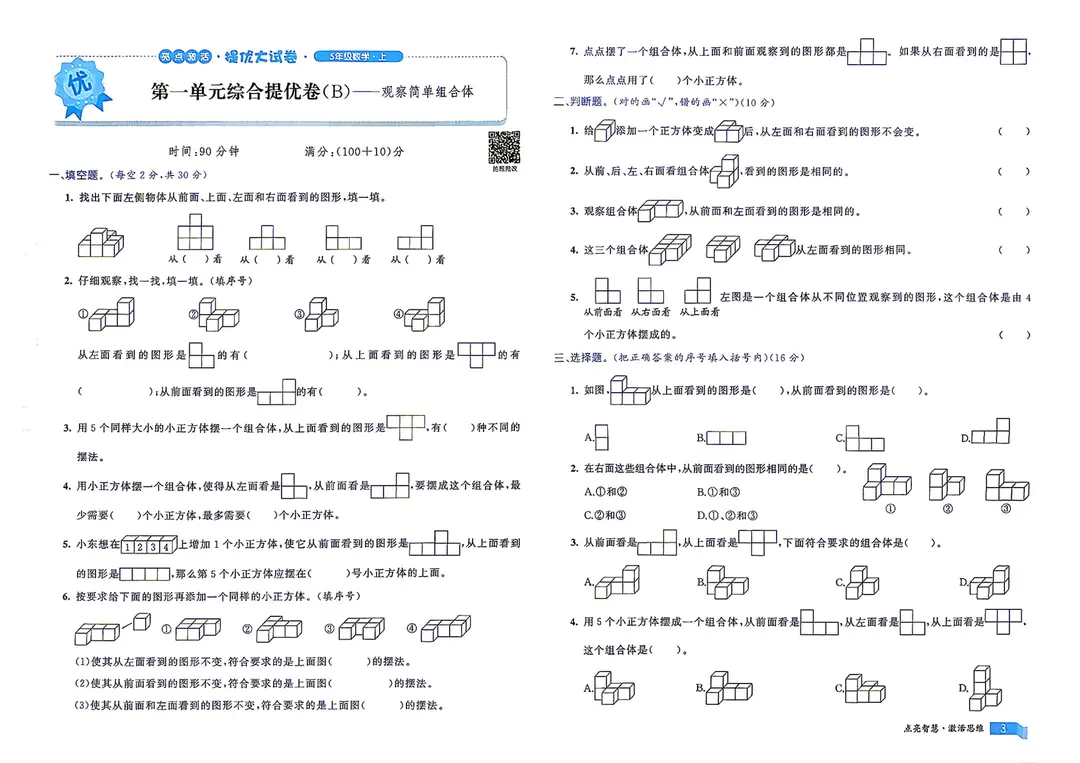 亮点激活·提优大试卷·5年级数学·上
优
第一单元综合提优卷(B)——观察简单组合体
时间:90分钟 满分:(100+10)分
拍照批改
一、填空题。(每空2分,共30分)
1. 找出下面左侧物体从前面、上面、左面和右面看到的图形,填一填。
从( )看 从( )看 从( )看 从( )看
2. 仔细观察,找一找,填一填。(填序号)
① ② ③ ④
从左面看到的图形是 的有( );从上面看到的图形是 的有
( );从前面看到的图形是 的有( )。
3. 用5个同样大小的小正方体摆一个组合体,从上面看到的图形是 ,有( )种不同的
摆法。
4. 用小正方体摆一个组合体,使得从左面看是 ,从前面看是 ,要摆成这个组合体,最
少需要( )个小正方体,最多需要( )个小正方体。
5. 小东想在 1 2 3 4 上增加1个小正方体,使它从前面看到的图形是 ,从上面看到
的图形是 ,那么第5个小正方体应摆在( )号小正方体的上面。
6. 按要求给下面的图形再添加一个同样的小正方体。(填序号)
① ② ③ ④
(1)使其从左面看到的图形不变,符合要求的是上面图( )的摆法。
(2)使其从前面看到的图形不变,符合要求的是上面图( )的摆法。
(3)使其从前面和左面看到的图形不变,符合要求的是上面图( )的摆法。
7. 点点摆了一个组合体,从上面和前面观察到的图形都是 。如果从右面看到的是 ,
那么点点用了( )个小正方体。
二、判断题。(对的画“√”,错的画“×”)(10分)
1. 给 添加一个正方体变成 后,从左面和右面看到的图形不会变。 ( )
2. 从前、后、左、右面看组合体 ,看到的图形是相同的。 ( )
3. 观察组合体 ,从前面和左面看到的图形是相同的。 ( )
4. 这三个组合体 从左面看到的图形相同。 ( )
5. 左图是一个组合体从不同位置观察到的图形,这个组合体是由4
从前面看 从右面看 从上面看
个小正方体摆成的。 ( )
三、选择题。(把正确答案的序号填入括号内)(16分)
1. 如图, 从上面看到的图形是( ),从前面看到的图形是( )。
A. B. C. D.
2. 在右面这些组合体中,从前面看到的图形相同的是( )。
A.①和② B.①和③
C.②和③ D.①、②和③
① ② ③
3. 从前面看是 ,从上面看是 ,下面符合要求的组合体是( )。
A. B. C. D.
4. 用5个小正方体摆成一个组合体,从前面看是 ,从左面看是 ,从上面看是 ,
这个组合体是( )。
A. B. C. D.
点亮智慧·激活思维 3